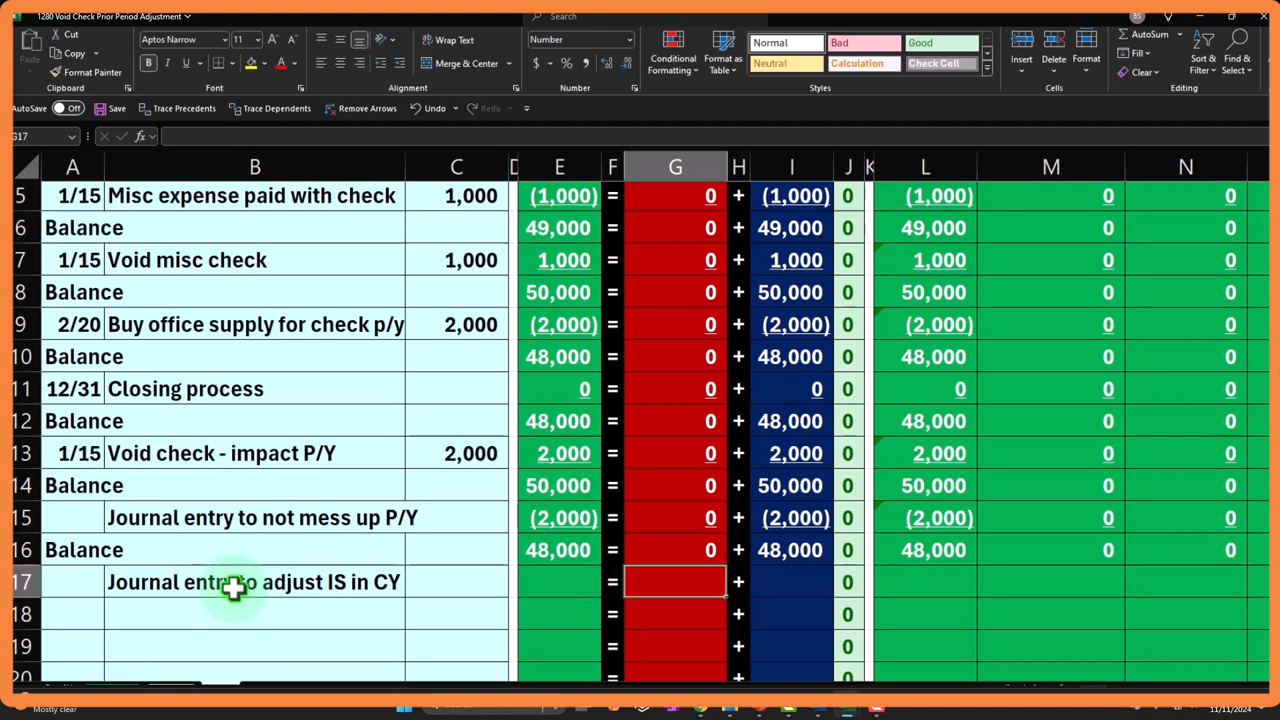 1280 Void Check Prior Period Adjustment
Search
BS
Cut
Copy
Format Painter
Paste
Clipboard
Aptos Narrow
11
B I U
Font
Wrap Text
Merge & Center
Alignment
Number
Number
Conditional Formatting
Format as Table
Normal Bad Good
Neutral Calculation Check Cell
Styles
Insert Delete Format
Cells
AutoSum
Fill
Clear
Sort & Filter
Find & Select
Editing
AutoSave Off Save Trace Precedents Trace Dependents Remove Arrows Undo Redo
G17 fx
A B C D E F G H I J K L M N
5 1/15 Misc expense paid with check 1,000 (1,000) = 0 + (1,000) 0 (1,000) 0 0
6 Balance 49,000 = 0 + 49,000 0 49,000 0 0
7 1/15 Void misc check 1,000 1,000 = 0 + 1,000 0 1,000 0 0
8 Balance 50,000 = 0 + 50,000 0 50,000 0 0
9 2/20 Buy office supply for check p/y 2,000 (2,000) = 0 + (2,000) 0 (2,000) 0 0
10 Balance 48,000 = 0 + 48,000 0 48,000 0 0
11 12/31 Closing process 0 = 0 + 0 0 0 0 0
12 Balance 48,000 = 0 + 48,000 0 48,000 0 0
13 1/15 Void check - impact P/Y 2,000 2,000 = 0 + 2,000 0 2,000 0 0
14 Balance 50,000 = 0 + 50,000 0 50,000 0 0
15 Journal entry to not mess up P/Y (2,000) = 0 + (2,000) 0 (2,000) 0 0
16 Balance 48,000 = 0 + 48,000 0 48,000 0 0
17 Journal entry to adjust IS in CY = + 0
18 = + 0
19 = + 0
20 = + 0
Mostly clear
11/11/2024